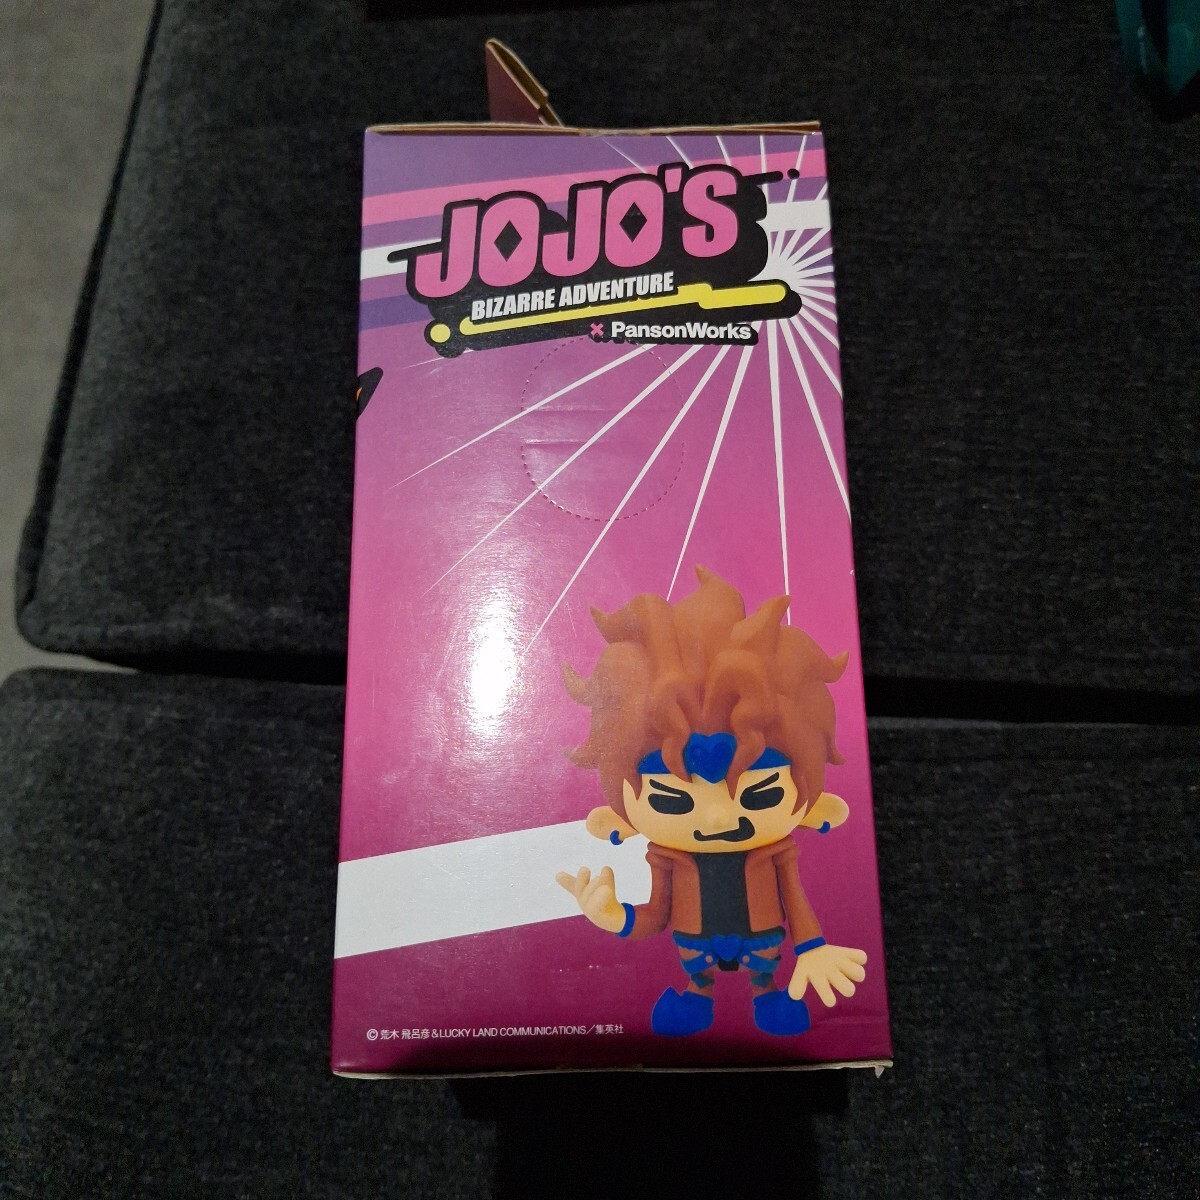 JOJO'S
BIZARRE ADVENTURE
× PansonWorks
© 荒木 飛呂彦&LUCKY LAND COMMUNICATIONS/集英社